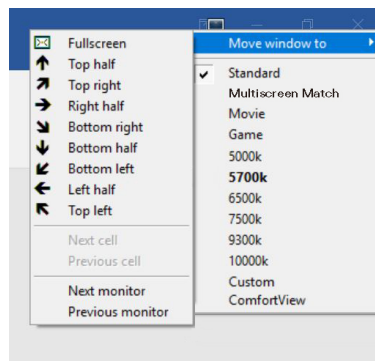 Fullscreen
Top half
Top right
Right half
Bottom right
Bottom half
Bottom left
Left half
Top left
Next cell
Previous cell
Next monitor
Previous monitor
Move window to
Standard
Multiscreen Match
Movie
Game
5000k
5700k
6500k
7500k
9300k
10000k
Custom
ComfortView